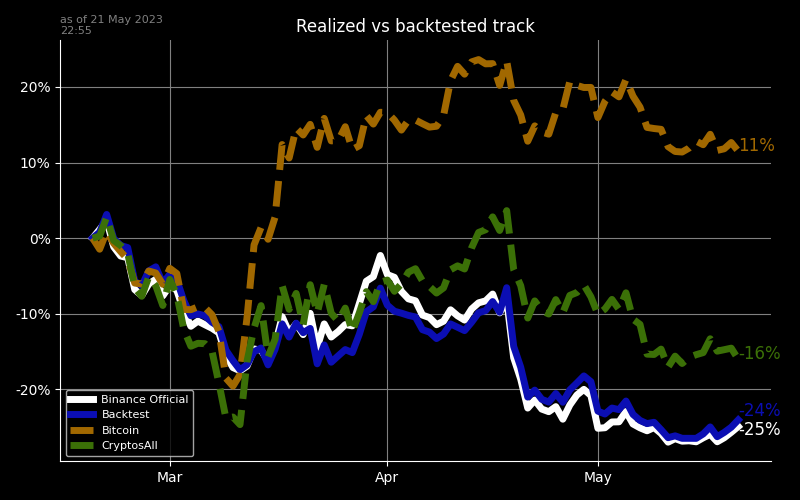 as of 21 May 2023
22:55
Realized vs backtested track
20%
10%
0%
-10%
-20%
11%
-16%
-24%
-25%
Binance Official
Backtest
Bitcoin
CryptosAll
Mar
Apr
May